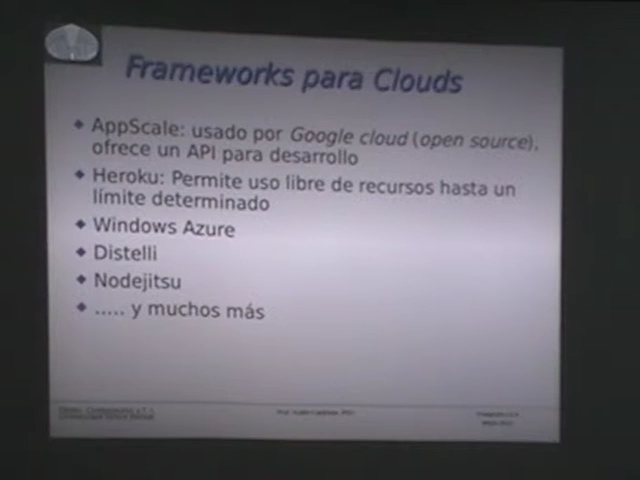 Frameworks para Clouds
◆ AppScale: usado por Google cloud (open source),
ofrece un API para desarrollo
◆ Heroku: Permite uso libre de recursos hasta un
límite determinado
◆ Windows Azure
◆ Distelli
◆ Nodejitsu
◆ ..... y muchos más